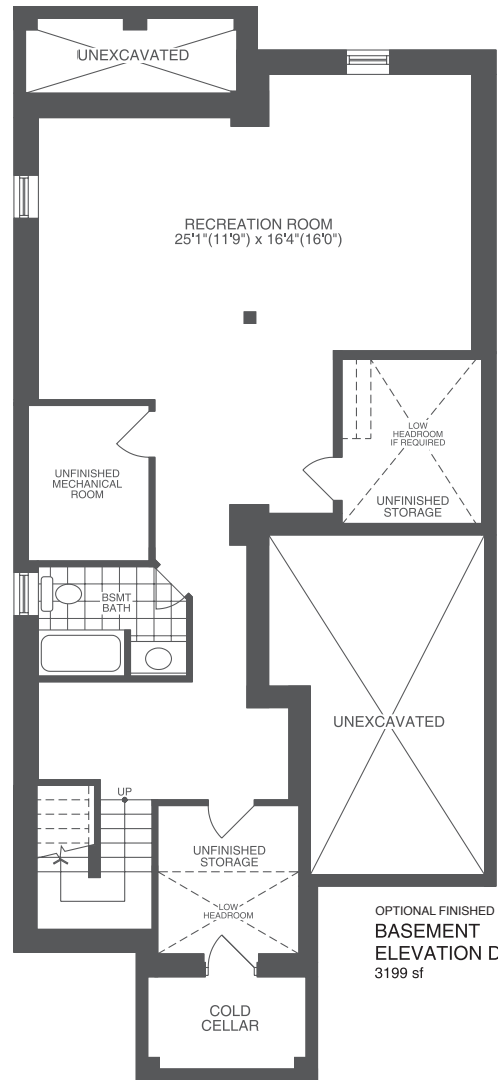 UNEXCAVATED
RECREATION ROOM
25'1"(11'9") x 16'4"(16'0")
LOW
HEADROOM
IF REQUIRED
UNFINISHED
STORAGE
UNFINISHED
MECHANICAL
ROOM
BSMT
BATH
UNEXCAVATED
UP
UNFINISHED
STORAGE
LOW
HEADROOM
COLD
CELLAR
OPTIONAL FINISHED
BASEMENT
ELEVATION D
3199 sf